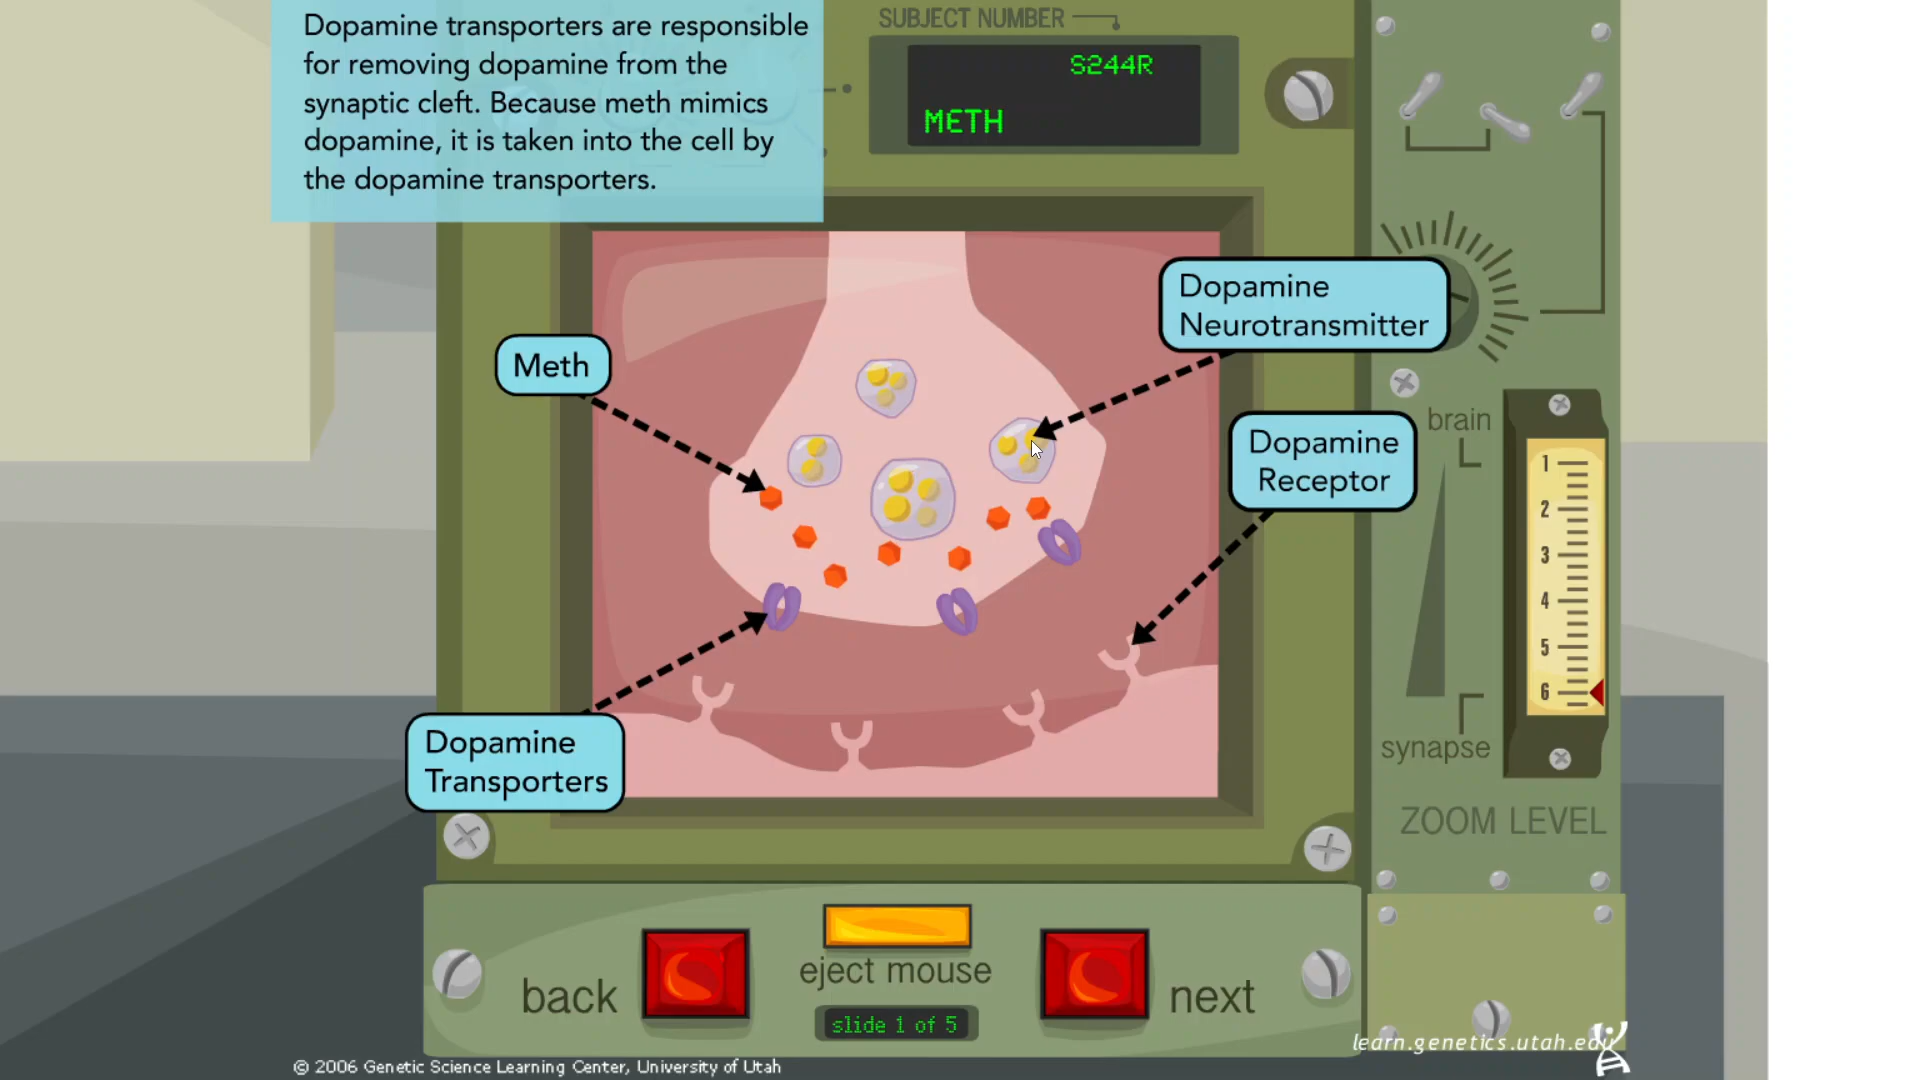 Dopamine transporters are responsible
for removing dopamine from the
synaptic cleft. Because meth mimics
dopamine, it is taken into the cell by
the dopamine transporters.
SUBJECT NUMBER
S244R
METH
Dopamine
Neurotransmitter
Meth
Dopamine
Receptor
Dopamine
Transporters
brain
1
2
3
4
5
6
synapse
ZOOM LEVEL
back
eject mouse
next
slide 1 of 5
learn.genetics.utah.edu
© 2006 Genetic Science Learning Center, University of Utah